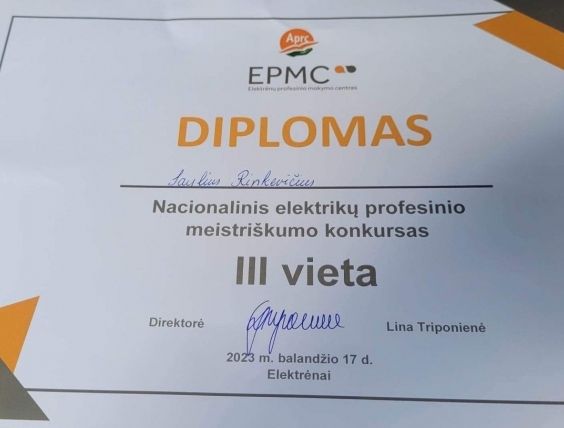 Aprc
EPMC
Elektrėnų profesinio mokymo centras
DIPLOMAS
Saulius Rinkevičius
Nacionalinis elektrikų profesinio
meistriškumo konkursas
III vieta
Direktorė Lina Triponienė
2023 m. balandžio 17 d.
Elektrėnai